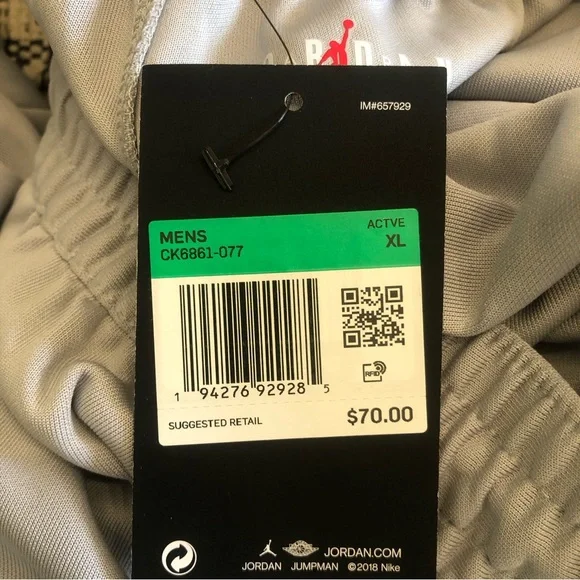 IM#657929
MENS
ACTVE
CK6861-077
XL
1 94276 92928 5
RFID
SUGGESTED RETAIL
$70.00
JORDAN.COM
JORDAN JUMPMAN ©2018 Nike